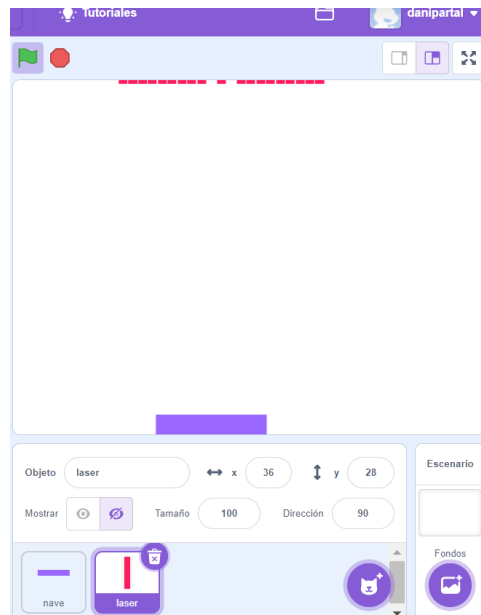 Tutoriales
danipartal
Objeto
laser
x
36
y
28
Mostrar
Tamaño
100
Dirección
90
Escenario
Fondos
nave
laser